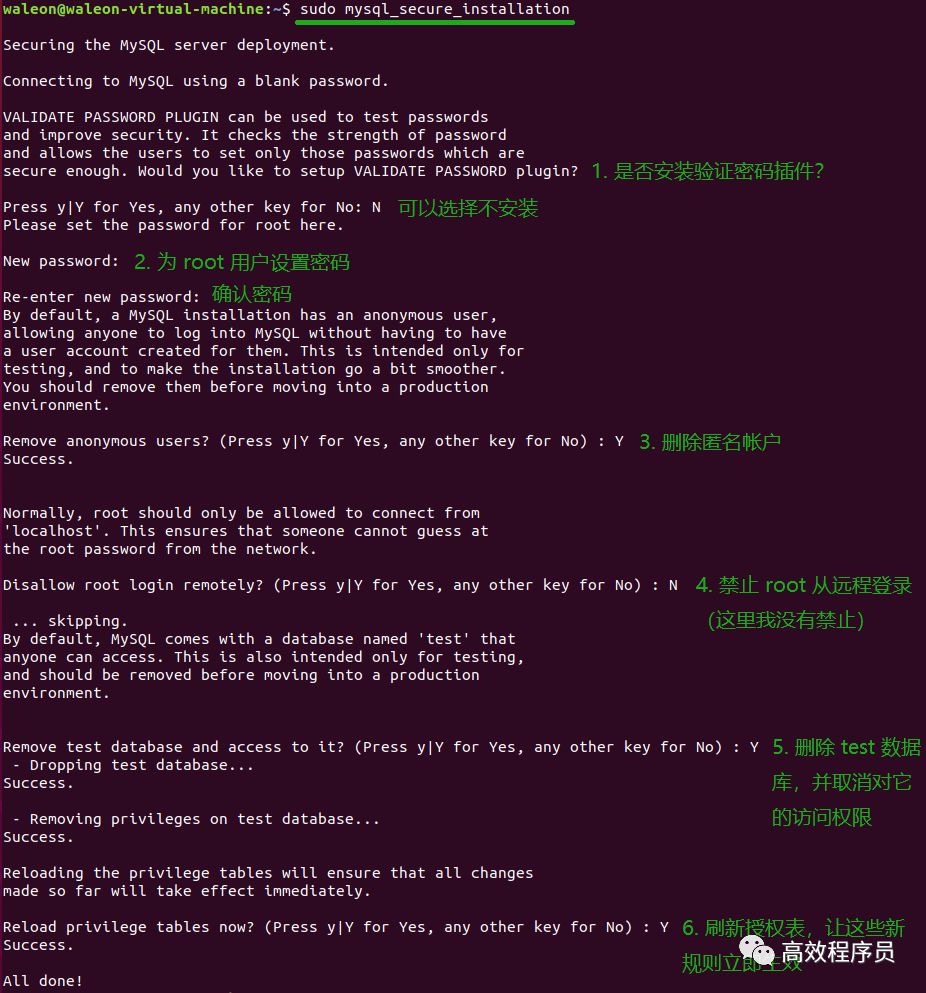 waleon@waleon-virtual-machine:~$ sudo mysql_secure_installation
Securing the MySQL server deployment.
Connecting to MySQL using a blank password.
VALIDATE PASSWORD PLUGIN can be used to test passwords
and improve security. It checks the strength of password
and allows the users to set only those passwords which are
secure enough. Would you like to setup VALIDATE PASSWORD plugin? 1. 是否安装验证密码插件？
Press y|Y for Yes, any other key for No: N 可以选择不安装
Please set the password for root here.
New password: 2. 为 root 用户设置密码
Re-enter new password: 确认密码
By default, a MySQL installation has an anonymous user,
allowing anyone to log into MySQL without having to have
a user account created for them. This is intended only for
testing, and to make the installation go a bit smoother.
You should remove them before moving into a production
environment.
Remove anonymous users? (Press y|Y for Yes, any other key for No) : Y 3. 删除匿名帐户
Success.
Normally, root should only be allowed to connect from
'localhost'. This ensures that someone cannot guess at
the root password from the network.
Disallow root login remotely? (Press y|Y for Yes, any other key for No) : N 4. 禁止 root 从远程登录
（这里我没有禁止）
... skipping.
By default, MySQL comes with a database named 'test' that
anyone can access. This is also intended only for testing,
and should be removed before moving into a production
environment.
Remove test database and access to it? (Press y|Y for Yes, any other key for No) : Y 5. 删除 test 数据
- Dropping test database...
库，并取消对它
Success.
的访问权限
- Removing privileges on test database...
Success.
Reloading the privilege tables will ensure that all changes
made so far will take effect immediately.
Reload privilege tables now? (Press y|Y for Yes, any other key for No) : Y 6. 刷新授权表，让这些新
Success.
高效程序员
规则立即生效
All done!